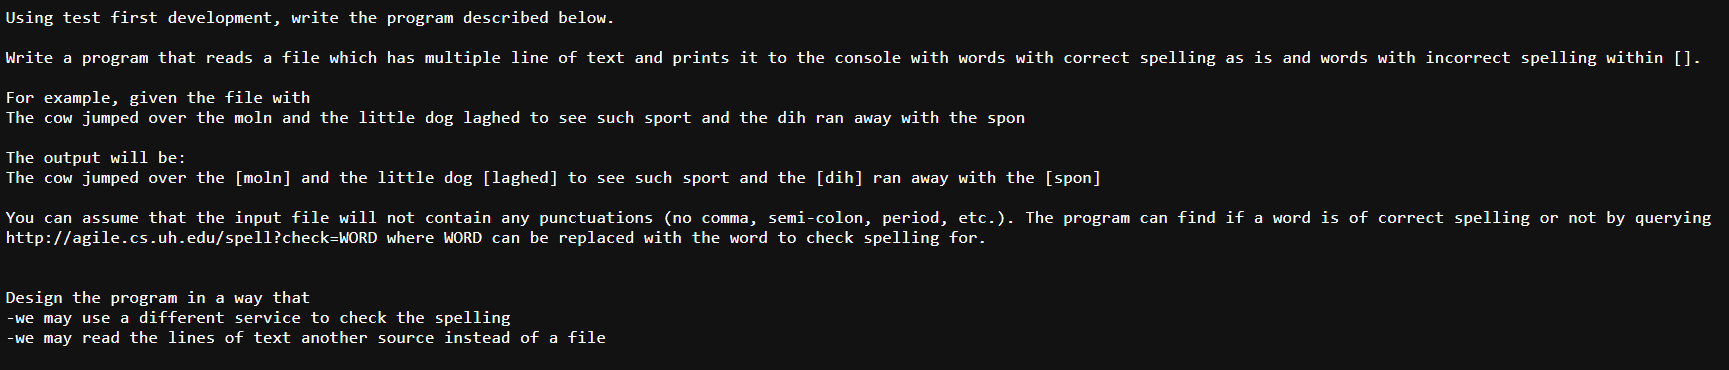 Using test first development, write the program described below.
Write a program that reads a file which has multiple line of text and prints it to the console with words with correct spelling as is and words with incorrect spelling within [].
For example, given the file with
The cow jumped over the moln and the little dog laghed to see such sport and the dih ran away with the spon
The output will be:
The cow jumped over the [moln] and the little dog [laghed] to see such sport and the [dih] ran away with the [spon]
You can assume that the input file will not contain any punctuations (no comma, semi-colon, period, etc.). The program can find if a word is of correct spelling or not by querying
http://agile.cs.uh.edu/spell?check=WORD where WORD can be replaced with the word to check spelling for.
Design the program in a way that
-we may use a different service to check the spelling
-we may read the lines of text another source instead of a file